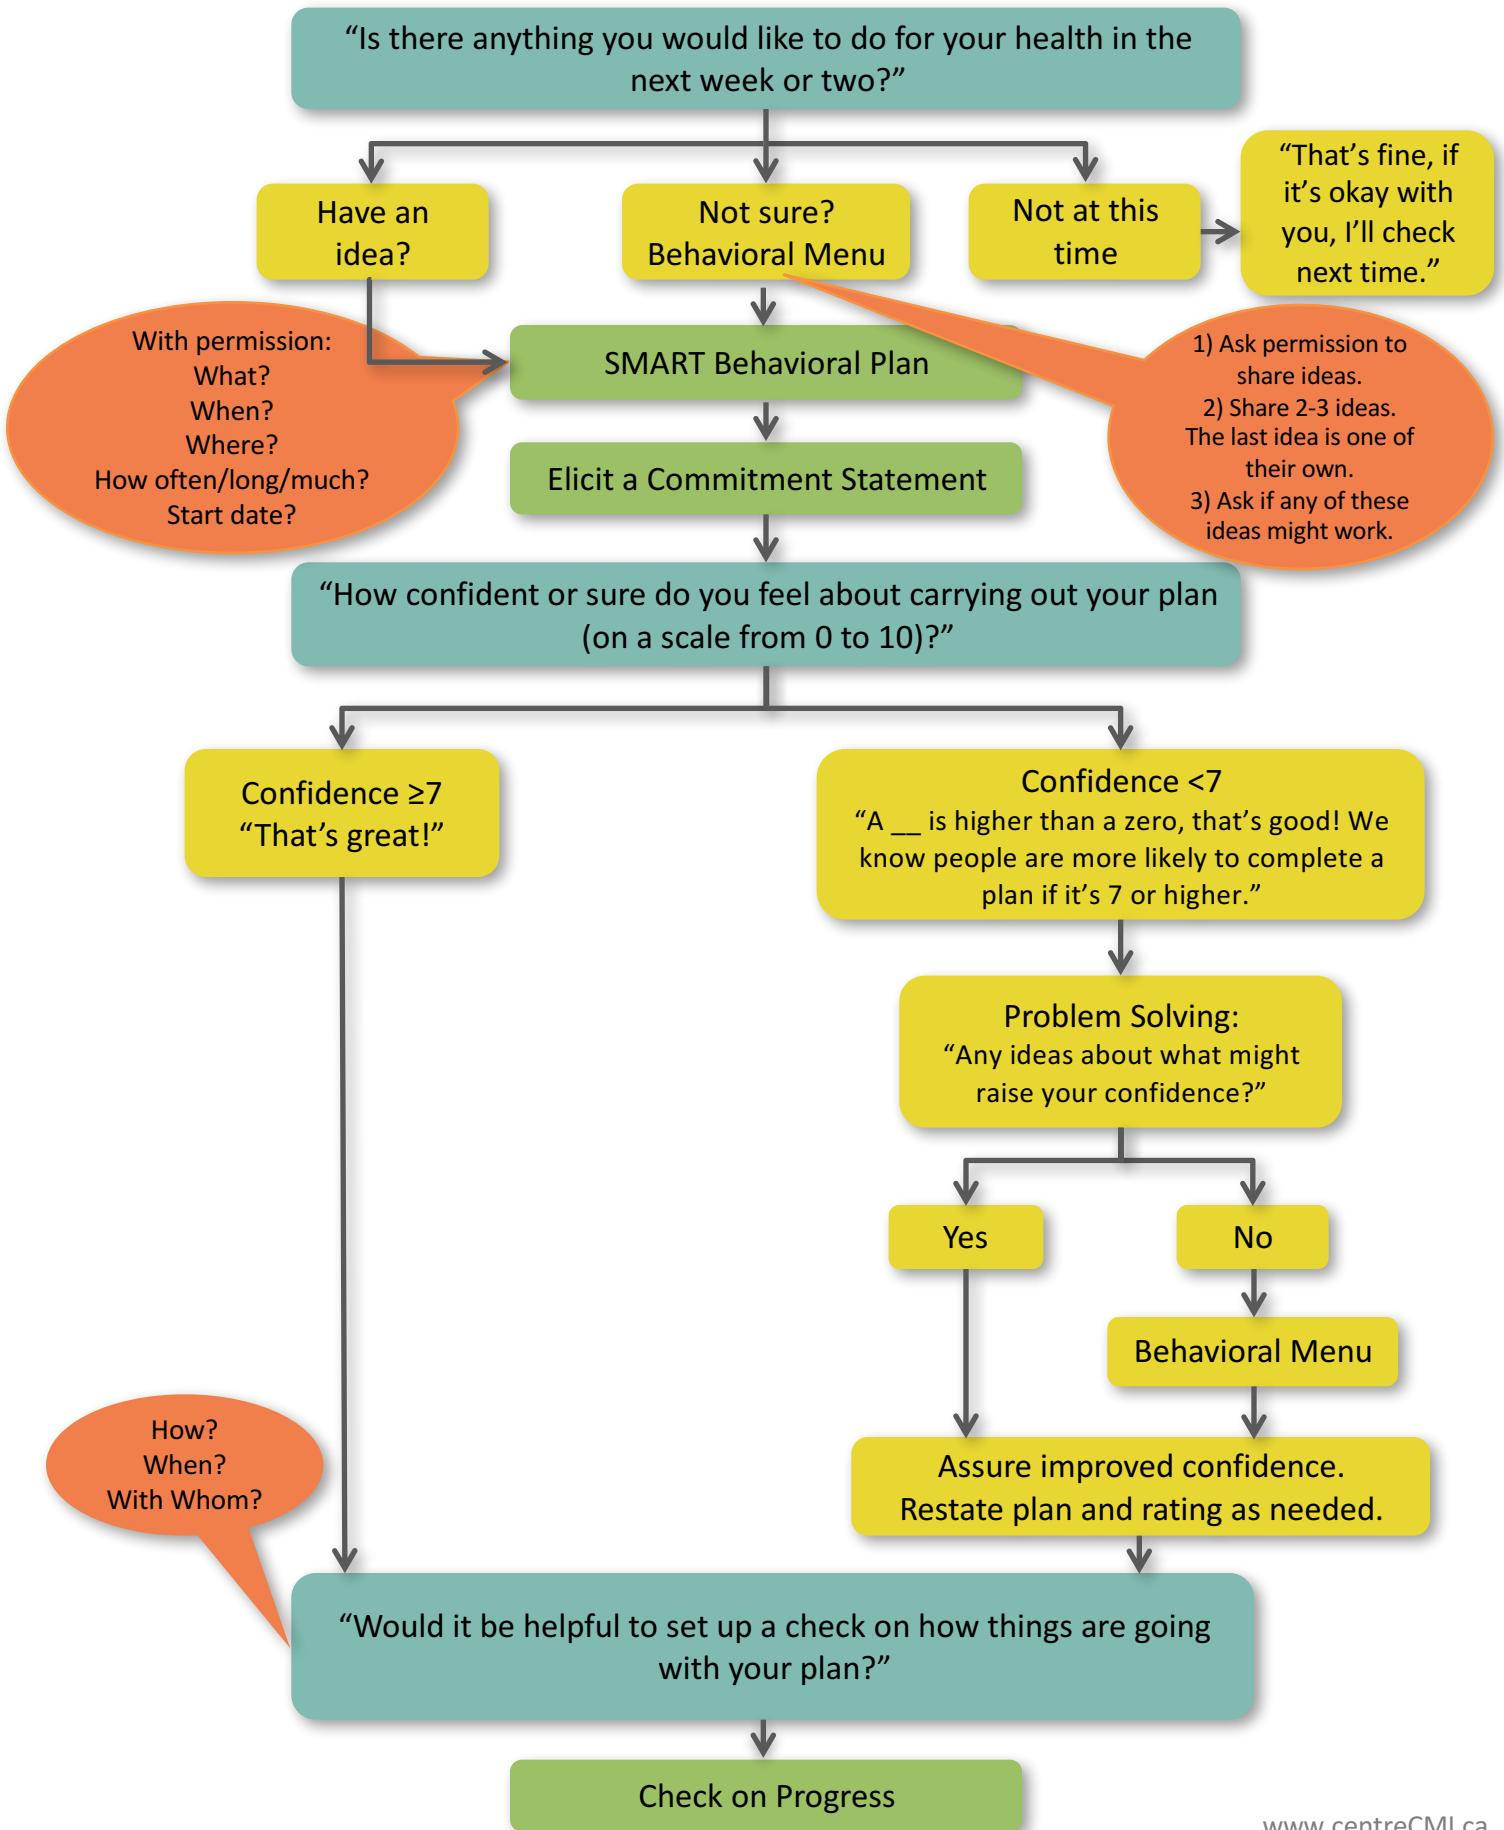 “Is there anything you would like to do for your health in the
next week or two?”
Have an
idea?
Not sure?
Behavioral Menu
Not at this
time
“That’s fine, if
it’s okay with
you, I’ll check
next time.”
With permission:
What?
When?
Where?
How often/long/much?
Start date?
SMART Behavioral Plan
1) Ask permission to
share ideas.
2) Share 2-3 ideas.
The last idea is one of
their own.
3) Ask if any of these
ideas might work.
Elicit a Commitment Statement
“How confident or sure do you feel about carrying out your plan
(on a scale from 0 to 10)?”
Confidence ≥7
“That’s great!”
Confidence <7
“A __ is higher than a zero, that’s good! We
know people are more likely to complete a
plan if it’s 7 or higher.”
Problem Solving:
“Any ideas about what might
raise your confidence?”
Yes
No
Behavioral Menu
Assure improved confidence.
Restate plan and rating as needed.
How?
When?
With Whom?
“Would it be helpful to set up a check on how things are going
with your plan?”
Check on Progress
www.centreCMI.ca